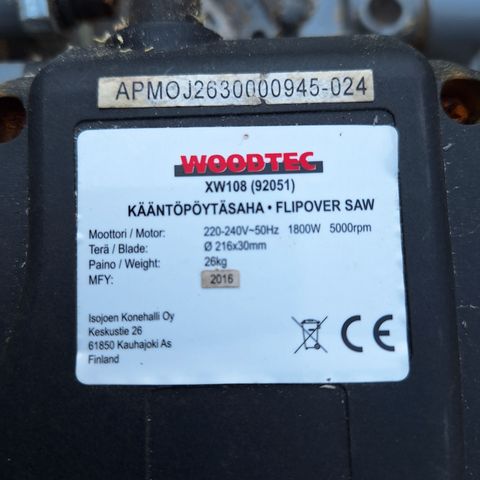 APMOJ2630000945-024
WOODTEC
XW108 (92051)
KÄÄNTÖPÖYTÄSAHA • FLIPOVER SAW
Moottori / Motor: 220-240V~50Hz 1800W 5000rpm
Terä / Blade: Ø 216x30mm
Paino / Weight: 26kg
MFY: 2016
Isojoen Konehalli Oy
Keskustie 26
61850 Kauhajoki As
Finland
CE